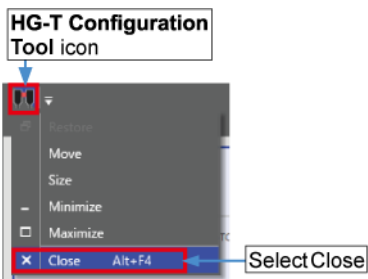 HG-T Configuration
Tool icon
Restore
Move
Size
Minimize
Maximize
Close Alt+F4
Select Close